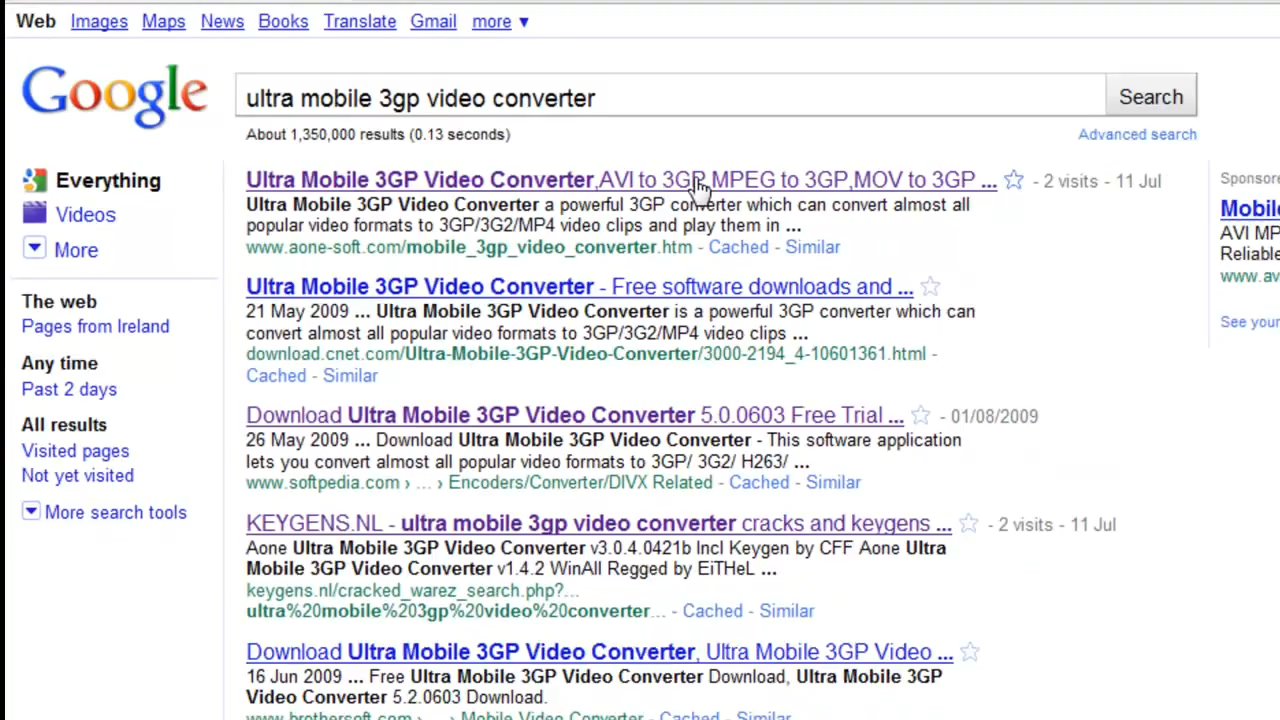 Web Images Maps News Books Translate Gmail more ▼
Google
ultra mobile 3gp video converter
Search
About 1,350,000 results (0.13 seconds)
Advanced search
Everything
Videos
More
The web
Pages from Ireland
Any time
Past 2 days
All results
Visited pages
Not yet visited
More search tools
Ultra Mobile 3GP Video Converter,AVI to 3GP,MPEG to 3GP,MOV to 3GP ... - 2 visits - 11 Jul
Ultra Mobile 3GP Video Converter a powerful 3GP converter which can convert almost all
popular video formats to 3GP/3G2/MP4 video clips and play them in ...
www.aone-soft.com/mobile_3gp_video_converter.htm - Cached - Similar
Ultra Mobile 3GP Video Converter - Free software downloads and ...
21 May 2009 ... Ultra Mobile 3GP Video Converter is a powerful 3GP converter which can
convert almost all popular video formats to 3GP/3G2/MP4 video clips ...
download.cnet.com/Ultra-Mobile-3GP-Video-Converter/3000-2194_4-10601361.html -
Cached - Similar
Download Ultra Mobile 3GP Video Converter 5.0.0603 Free Trial ... - 01/08/2009
26 May 2009 ... Download Ultra Mobile 3GP Video Converter - This software application
lets you convert almost all popular video formats to 3GP/ 3G2/ H263/ ...
www.softpedia.com › ... › Encoders/Converter/DIVX Related - Cached - Similar
KEYGENS.NL - ultra mobile 3gp video converter cracks and keygens ... - 2 visits - 11 Jul
Aone Ultra Mobile 3GP Video Converter v3.0.4.0421b Incl Keygen by CFF Aone Ultra
Mobile 3GP Video Converter v1.4.2 WinAll Regged by EiTHeL ...
keygens.nl/cracked_warez_search.php?...
ultra%20mobile%203gp%20video%20converter... - Cached - Similar
Download Ultra Mobile 3GP Video Converter, Ultra Mobile 3GP Video ...
16 Jun 2009 ... Free Ultra Mobile 3GP Video Converter Download, Ultra Mobile 3GP
Video Converter 5.2.0603 Download.
www.brothersoft.com › ... › Mobile Video Converter - Cached - Similar
Sponsore
Mobil
AVI MP
Reliable
www.av
See your